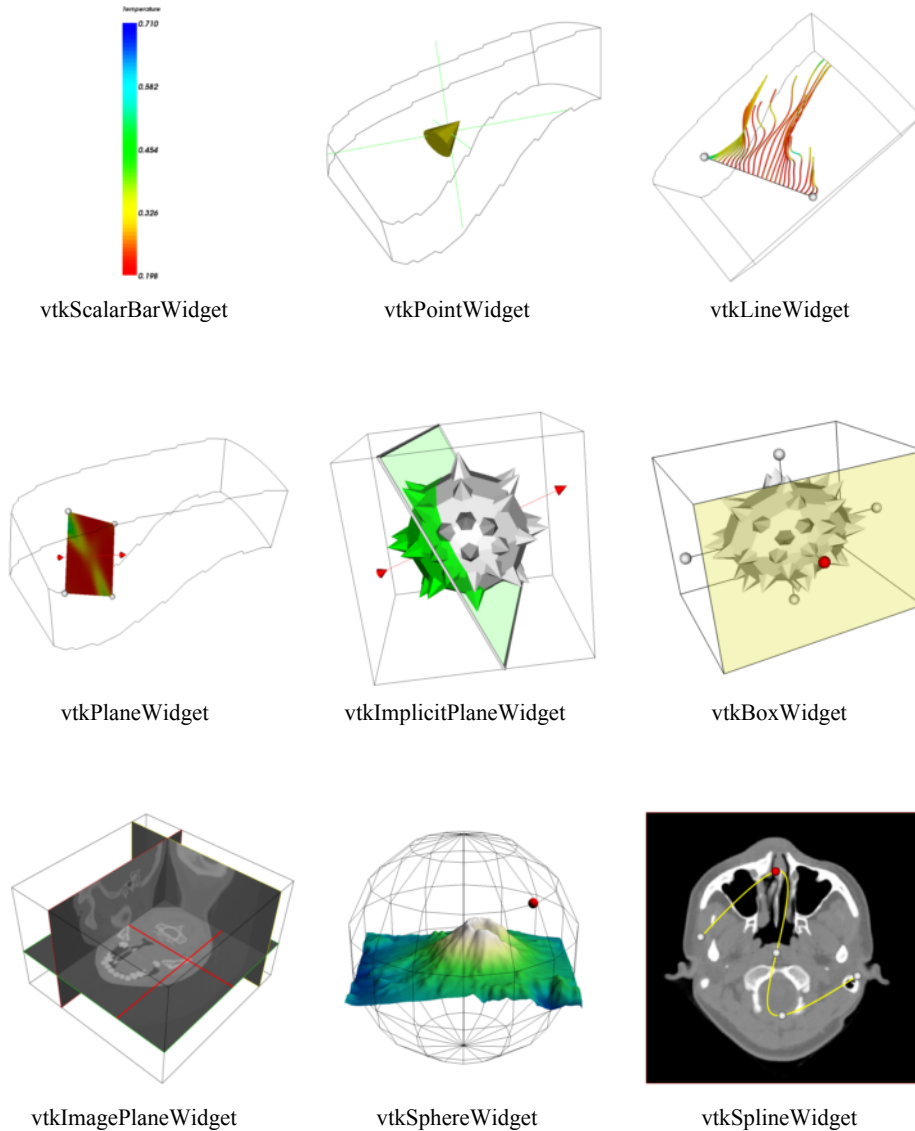 Temperature
0.710
0.582
0.454
0.326
0.198
vtkScalarBarWidget
vtkPointWidget
vtkLineWidget
vtkPlaneWidget
vtkImplicitPlaneWidget
vtkBoxWidget
vtkImagePlaneWidget
vtkSphereWidget
vtkSplineWidget